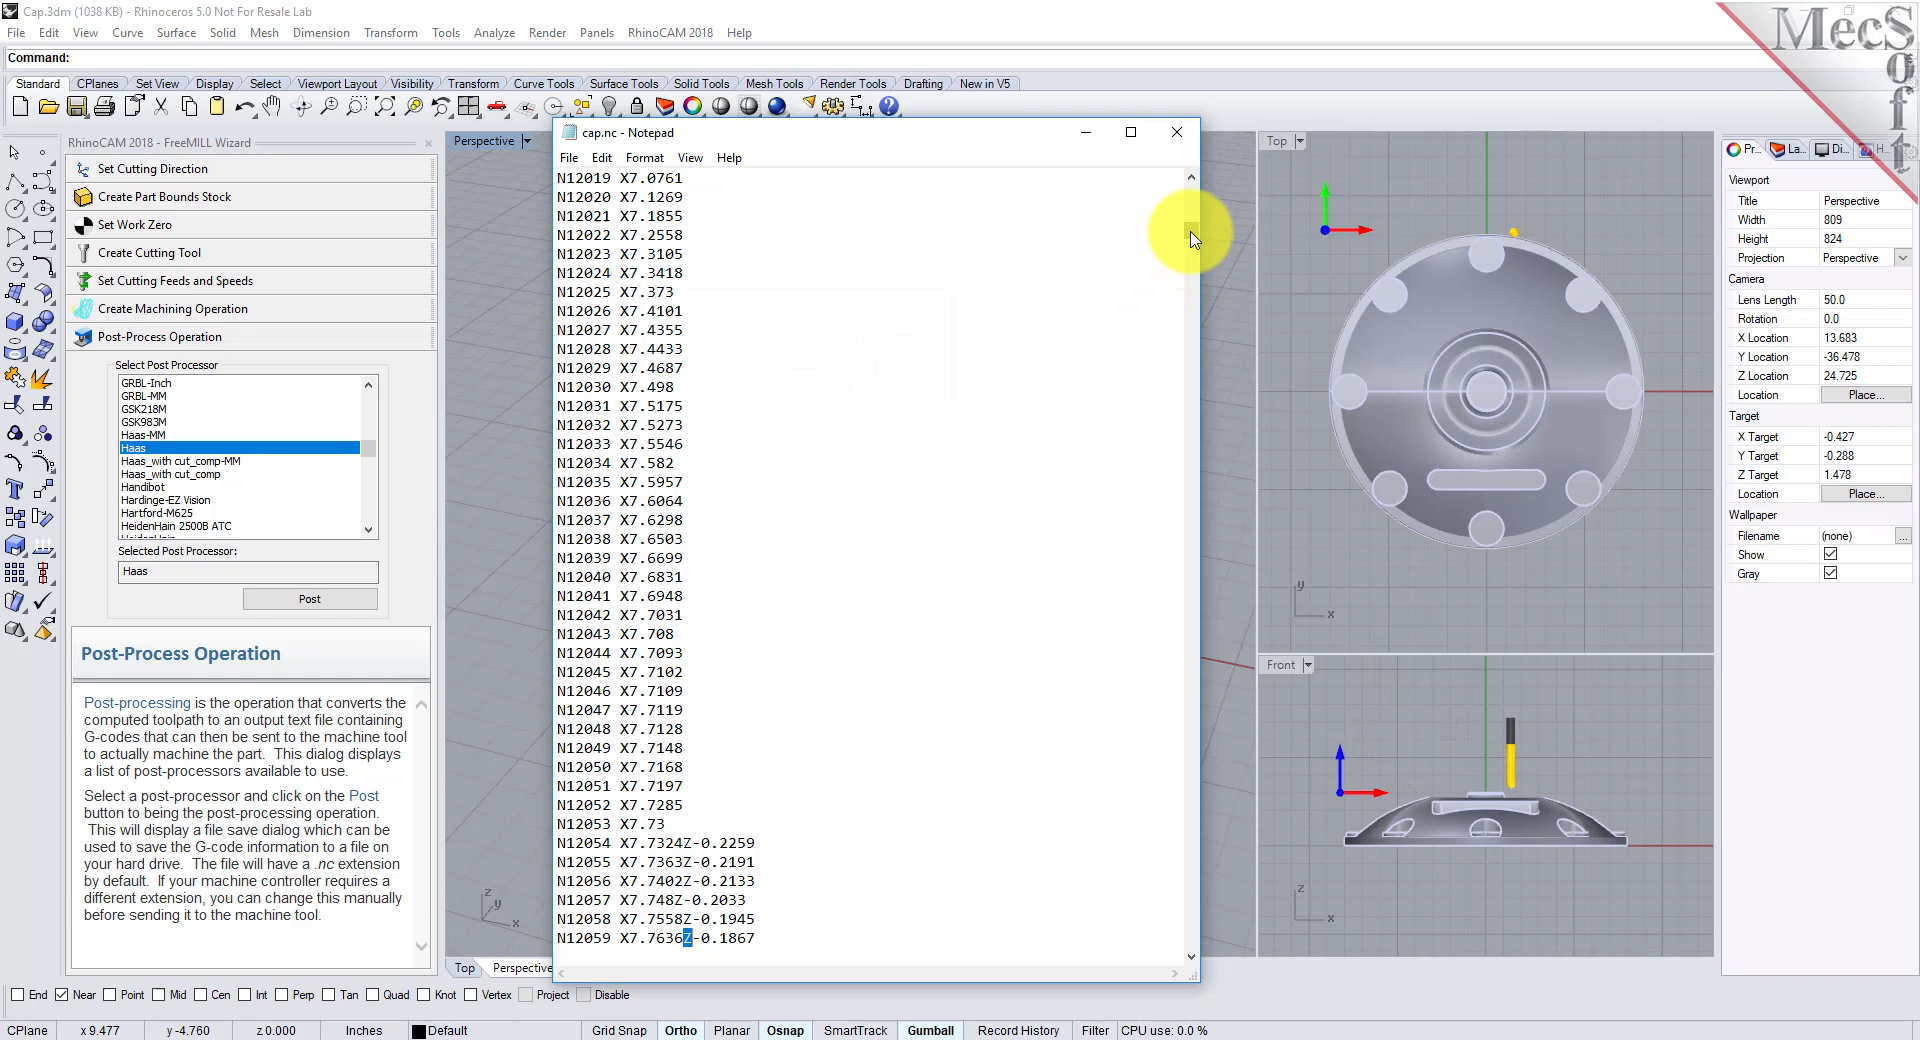 Cap.3dm (1038 KB) - Rhinoceros 5.0 Not For Resale Lab
File Edit View Curve Surface Solid Mesh Dimension Transform Tools Analyze Render Panels RhinoCAM 2018 Help
Command:
Standard CPlanes Set View Display Select Viewport Layout Visibility Transform Curve Tools Surface Tools Solid Tools Mesh Tools Render Tools Drafting New in V5
MecSoft
RhinoCAM 2018 - FreeMILL Wizard
Set Cutting Direction
Create Part Bounds Stock
Set Work Zero
Create Cutting Tool
Set Cutting Feeds and Speeds
Create Machining Operation
Post-Process Operation
Select Post Processor
GRBL-Inch
GRBL-MM
GSK218M
GSK983M
Haas-MM
Haas
Haas_with cut_comp-MM
Haas_with cut_comp
Handibot
Hardinge-EZ Vision
Hartford-M625
HeidenHain 2500B ATC
Selected Post Processor:
Haas
Post
Post-Process Operation
Post-processing is the operation that converts the
computed toolpath to an output text file containing
G-codes that can then be sent to the machine tool
to actually machine the part. This dialog displays
a list of post-processors available to use.
Select a post-processor and click on the Post
button to being the post-processing operation.
This will display a file save dialog which can be
used to save the G-code information to a file on
your hard drive. The file will have a .nc extension
by default. If your machine controller requires a
different extension, you can change this manually
before sending it to the machine tool.
Perspective
cap.nc - Notepad
File Edit Format View Help
N12019 X7.0761
N12020 X7.1269
N12021 X7.1855
N12022 X7.2558
N12023 X7.3105
N12024 X7.3418
N12025 X7.373
N12026 X7.4101
N12027 X7.4355
N12028 X7.4433
N12029 X7.4687
N12030 X7.498
N12031 X7.5175
N12032 X7.5273
N12033 X7.5546
N12034 X7.582
N12035 X7.5957
N12036 X7.6064
N12037 X7.6298
N12038 X7.6503
N12039 X7.6699
N12040 X7.6831
N12041 X7.6948
N12042 X7.7031
N12043 X7.708
N12044 X7.7093
N12045 X7.7102
N12046 X7.7109
N12047 X7.7119
N12048 X7.7128
N12049 X7.7148
N12050 X7.7168
N12051 X7.7197
N12052 X7.7285
N12053 X7.73
N12054 X7.7324Z-0.2259
N12055 X7.7363Z-0.2191
N12056 X7.7402Z-0.2133
N12057 X7.748Z-0.2033
N12058 X7.7558Z-0.1945
N12059 X7.7636Z-0.1867
z
y
x
Top Perspective
Top
y
x
Front
z
x
Pr... La... Di... H...
Viewport
Title Perspective
Width 809
Height 824
Projection Perspective
Camera
Lens Length 50.0
Rotation 0.0
X Location 13.683
Y Location -36.478
Z Location 24.725
Location Place...
Target
X Target -0.427
Y Target -0.288
Z Target 1.478
Location Place...
Wallpaper
Filename (none) ...
Show
Gray
End Near Point Mid Cen Int Perp Tan Quad Knot Vertex Project Disable
CPlane x 9.477 y -4.760 z 0.000 Inches Default Grid Snap Ortho Planar Osnap SmartTrack Gumball Record History Filter CPU use: 0.0 %